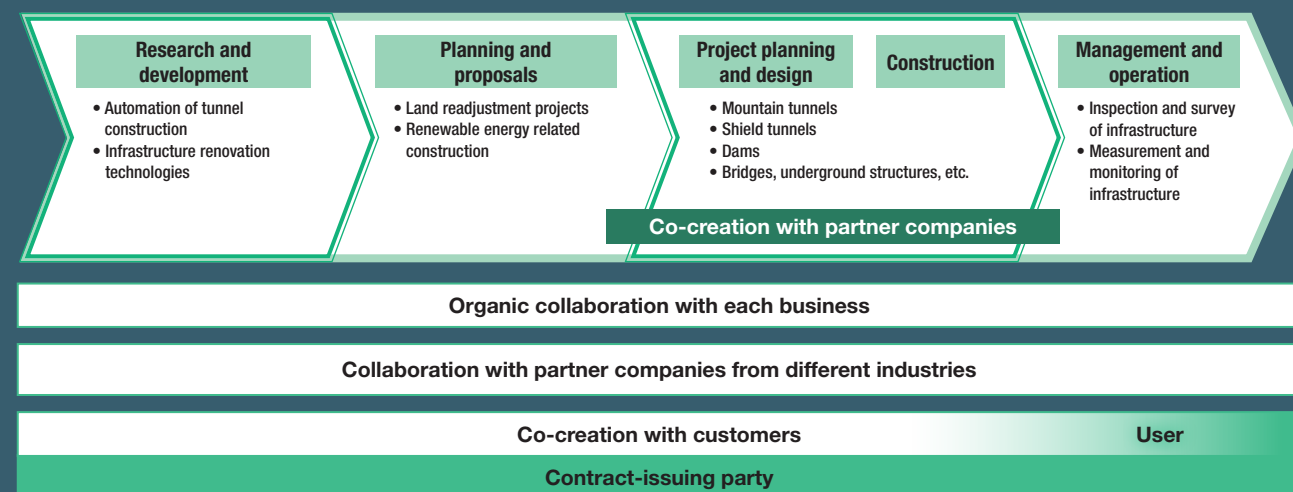 Research and
development
• Automation of tunnel
construction
• Infrastructure renovation
technologies
Planning and
proposals
• Land readjustment projects
• Renewable energy related
construction
Project planning
and design
Construction
• Mountain tunnels
• Shield tunnels
• Dams
• Bridges, underground structures, etc.
Management and
operation
• Inspection and survey
of infrastructure
• Measurement and
monitoring of
infrastructure
Co-creation with partner companies
Organic collaboration with each business
Collaboration with partner companies from different industries
Co-creation with customers
User
Contract-issuing party